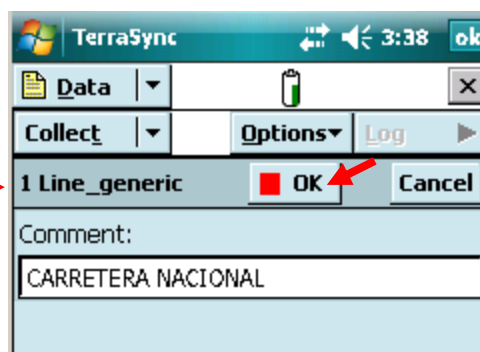 TerraSync 3:38 ok
Data
Collect Options Log
1 Line_generic OK Cancel
Comment:
CARRETERA NACIONAL